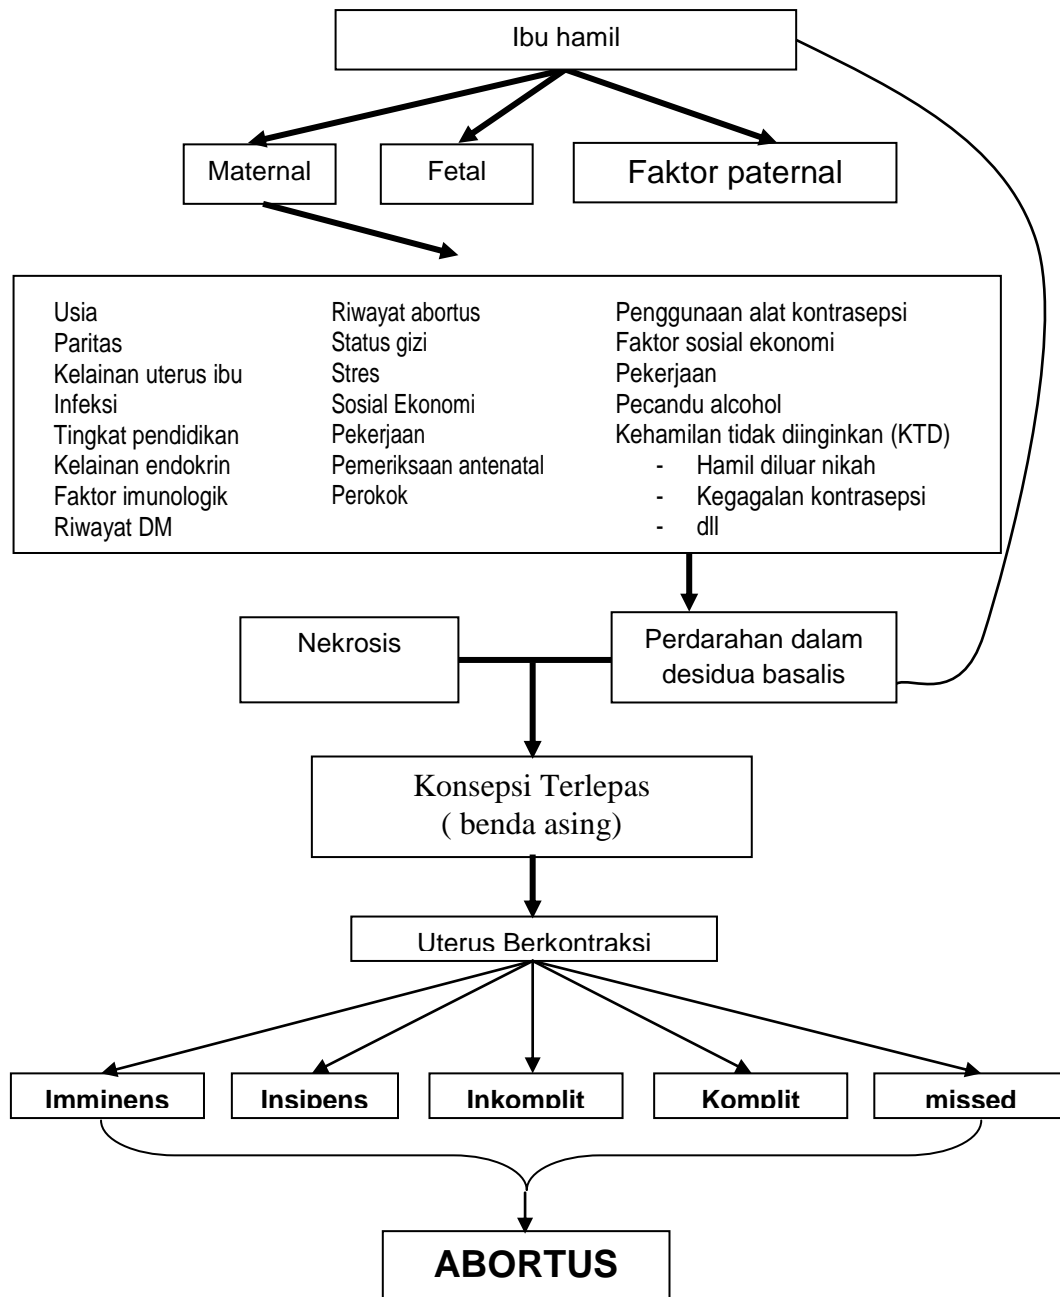 Ibu hamil
Maternal
Fetal
Faktor paternal
Usia
Paritas
Kelainan uterus ibu
Infeksi
Tingkat pendidikan
Kelainan endokrin
Faktor imunologik
Riwayat DM
Riwayat abortus
Status gizi
Stres
Sosial Ekonomi
Pekerjaan
Pemeriksaan antenatal
Perokok
Penggunaan alat kontrasepsi
Faktor sosial ekonomi
Pekerjaan
Pecandu alcohol
Kehamilan tidak diinginkan (KTD)
- Hamil diluar nikah
- Kegagalan kontrasepsi
- dll
Nekrosis
Perdarahan dalam
desidua basalis
Konsepsi Terlepas
( benda asing)
Uterus Berkontraksi
Imminens
Insipens
Inkomplit
Komplit
missed
ABORTUS